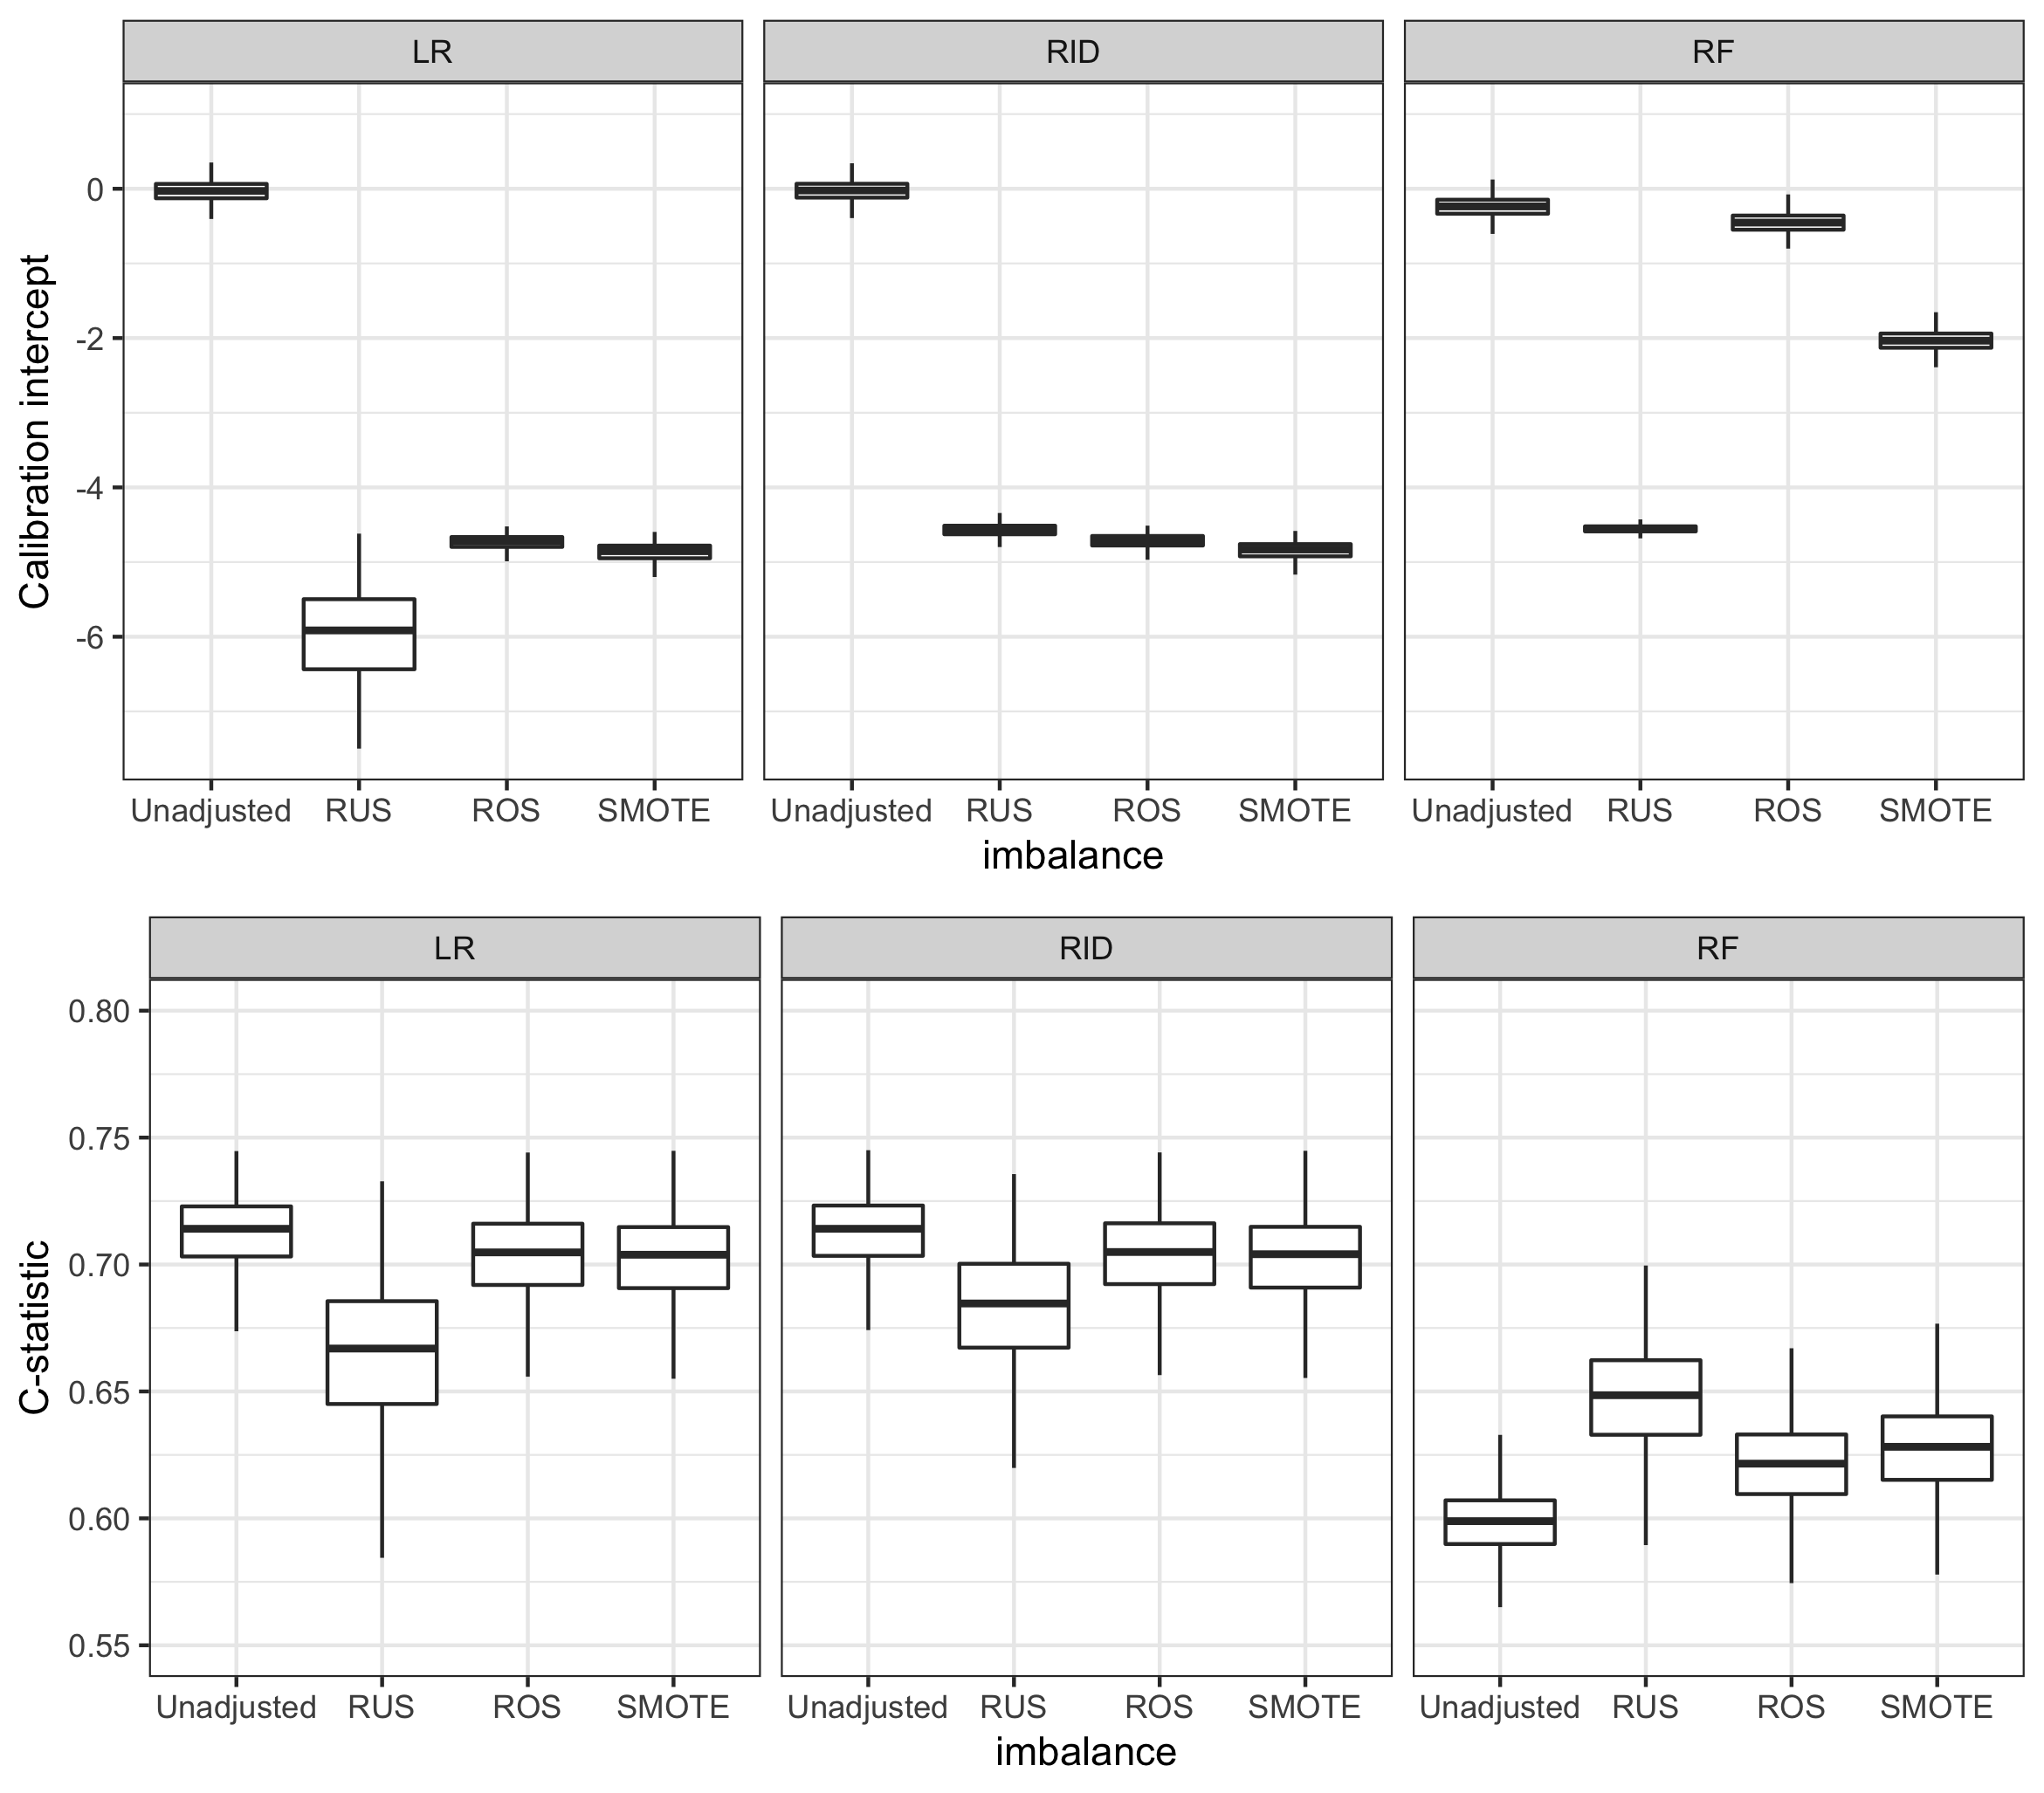 LR RID RF
0
-2
-4
-6
Calibration intercept
Unadjusted RUS ROS SMOTE Unadjusted RUS ROS SMOTE Unadjusted RUS ROS SMOTE
imbalance
LR RID RF
0.80
0.75
0.70
0.65
0.60
0.55
C-statistic
Unadjusted RUS ROS SMOTE Unadjusted RUS ROS SMOTE Unadjusted RUS ROS SMOTE
imbalance